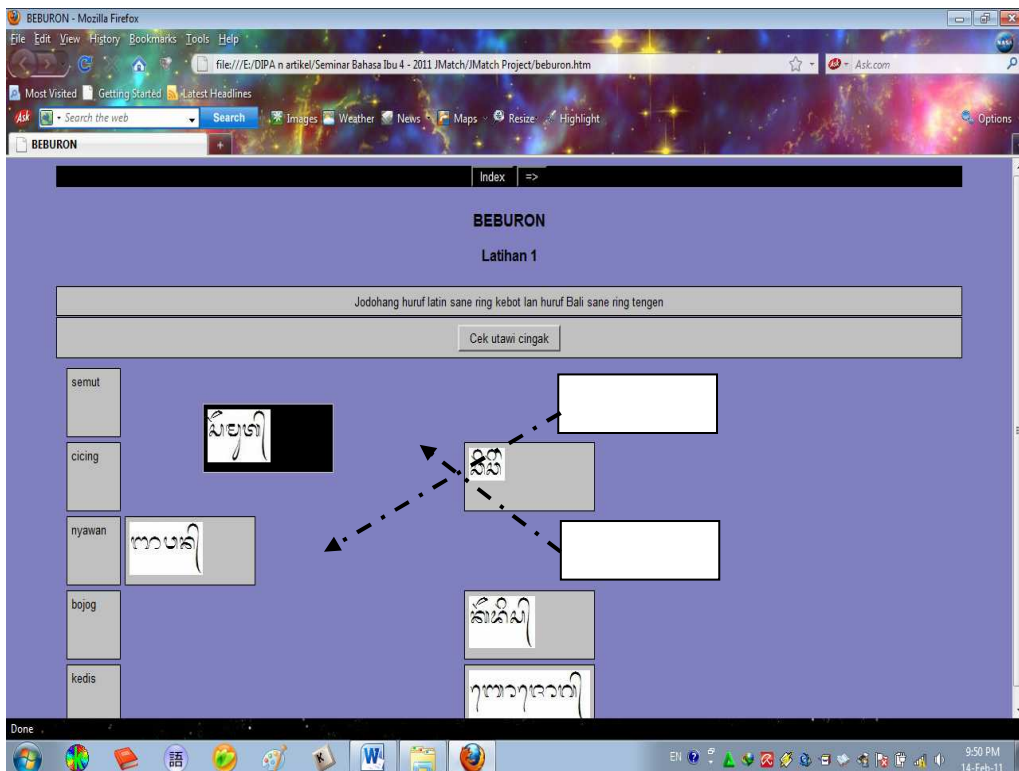 BEBURON - Mozilla Firefox
File Edit View History Bookmarks Tools Help
file:///E:/DIPA n artikel/Seminar Bahasa Ibu 4 - 2011 JMatch/JMatch Project/beburon.htm
Ask.com
Most Visited Getting Started Latest Headlines
Ask Search the web Search Images Weather News Maps Resize Highlight Options
BEBURON
Index =>
BEBURON
Latihan 1
Jodohang huruf latin sane ring kebot lan huruf Bali sane ring tengen
Cek utawi cingak
semut
cicing
nyawan
bojog
kedis
Done
EN
9:50 PM
14-Feb-11